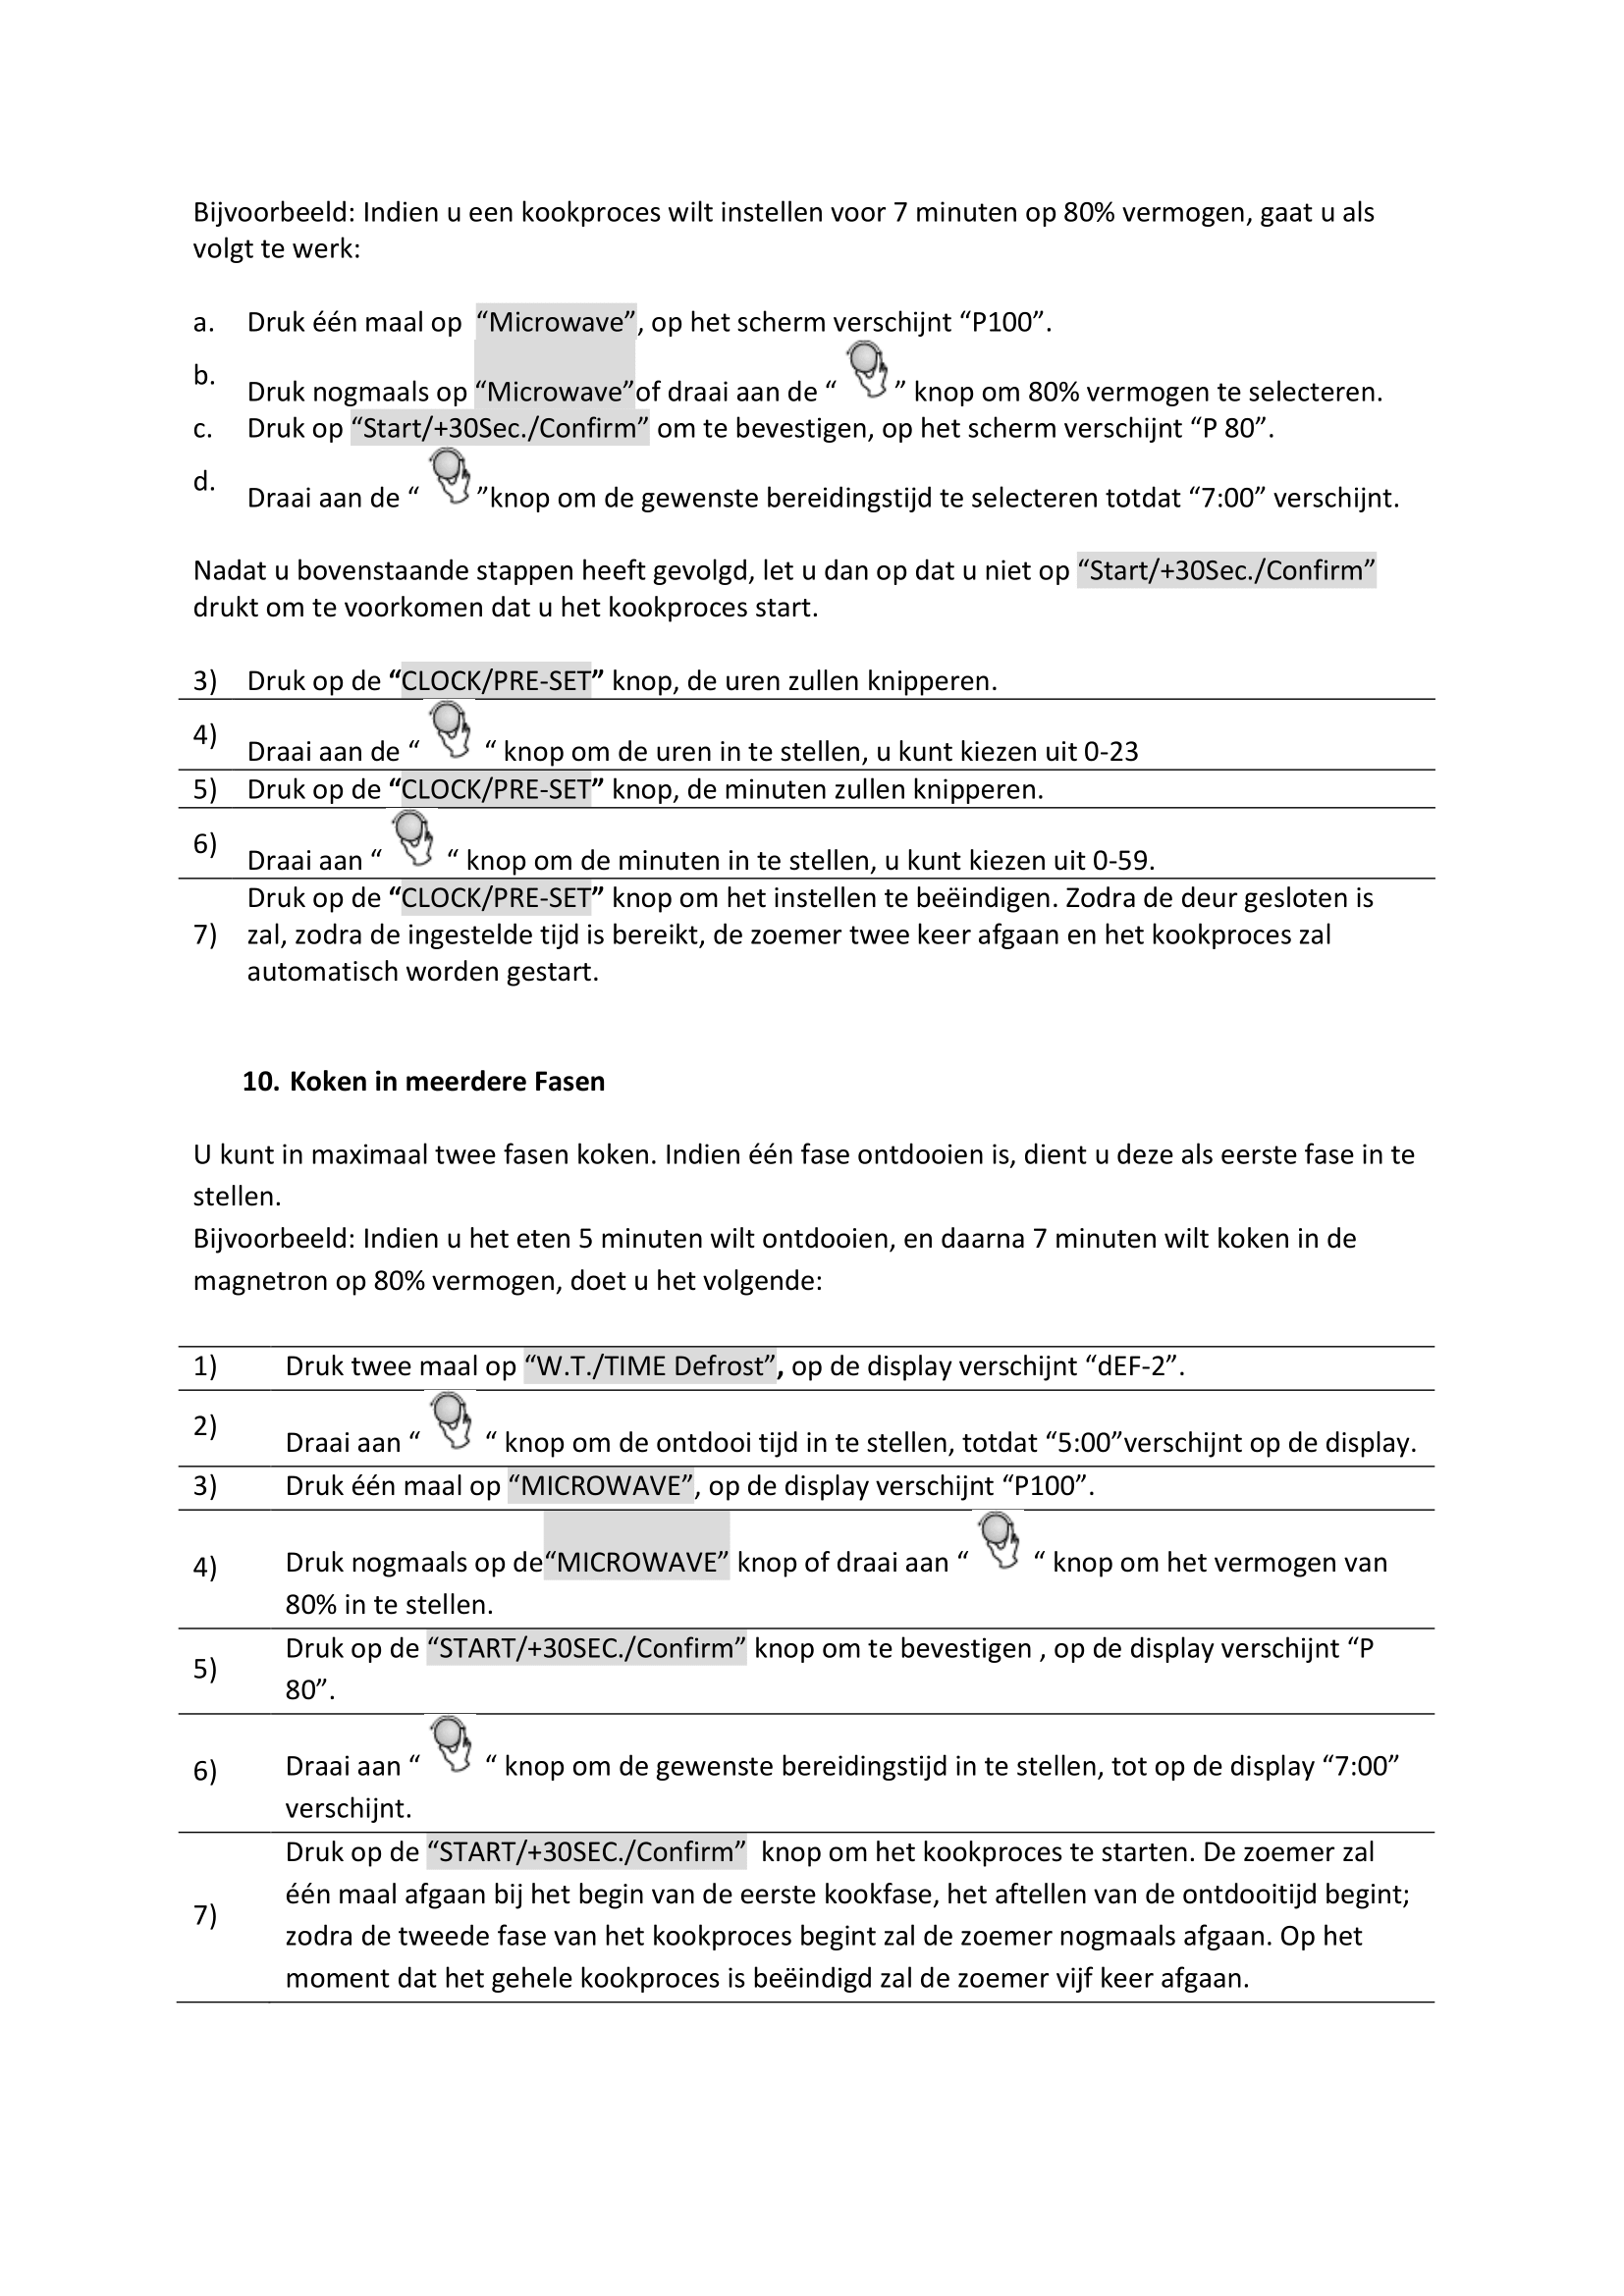 Bijvoorbeeld: Indien u een kookproces wilt instellen voor 7 minuten op 80% vermogen, gaat u als
volgt te werk:
a. Druk één maal op “Microwave”, op het scherm verschijnt “P100”.
b. Druk nogmaals op “Microwave”of draai aan de “ ” knop om 80% vermogen te selecteren.
c. Druk op “Start/+30Sec./Confirm” om te bevestigen, op het scherm verschijnt “P 80”.
d. Draai aan de “ ”knop om de gewenste bereidingstijd te selecteren totdat “7:00” verschijnt.
Nadat u bovenstaande stappen heeft gevolgd, let u dan op dat u niet op “Start/+30Sec./Confirm”
drukt om te voorkomen dat u het kookproces start.
3) Druk op de “CLOCK/PRE-SET” knop, de uren zullen knipperen.
4) Draai aan de “ “ knop om de uren in te stellen, u kunt kiezen uit 0-23
5) Druk op de “CLOCK/PRE-SET” knop, de minuten zullen knipperen.
6) Draai aan “ “ knop om de minuten in te stellen, u kunt kiezen uit 0-59.
Druk op de “CLOCK/PRE-SET” knop om het instellen te beëindigen. Zodra de deur gesloten is
7) zal, zodra de ingestelde tijd is bereikt, de zoemer twee keer afgaan en het kookproces zal
automatisch worden gestart.
10. Koken in meerdere Fasen
U kunt in maximaal twee fasen koken. Indien één fase ontdooien is, dient u deze als eerste fase in te
stellen.
Bijvoorbeeld: Indien u het eten 5 minuten wilt ontdooien, en daarna 7 minuten wilt koken in de
magnetron op 80% vermogen, doet u het volgende:
1) Druk twee maal op “W.T./TIME Defrost”, op de display verschijnt “dEF-2”.
2) Draai aan “ “ knop om de ontdooi tijd in te stellen, totdat “5:00”verschijnt op de display.
3) Druk één maal op “MICROWAVE”, op de display verschijnt “P100”.
4) Druk nogmaals op de“MICROWAVE” knop of draai aan “ “ knop om het vermogen van
80% in te stellen.
5) Druk op de “START/+30SEC./Confirm” knop om te bevestigen , op de display verschijnt “P
80”.
6) Draai aan “ “ knop om de gewenste bereidingstijd in te stellen, tot op de display “7:00”
verschijnt.
Druk op de “START/+30SEC./Confirm” knop om het kookproces te starten. De zoemer zal
7) één maal afgaan bij het begin van de eerste kookfase, het aftellen van de ontdooitijd begint;
zodra de tweede fase van het kookproces begint zal de zoemer nogmaals afgaan. Op het
moment dat het gehele kookproces is beëindigd zal de zoemer vijf keer afgaan.